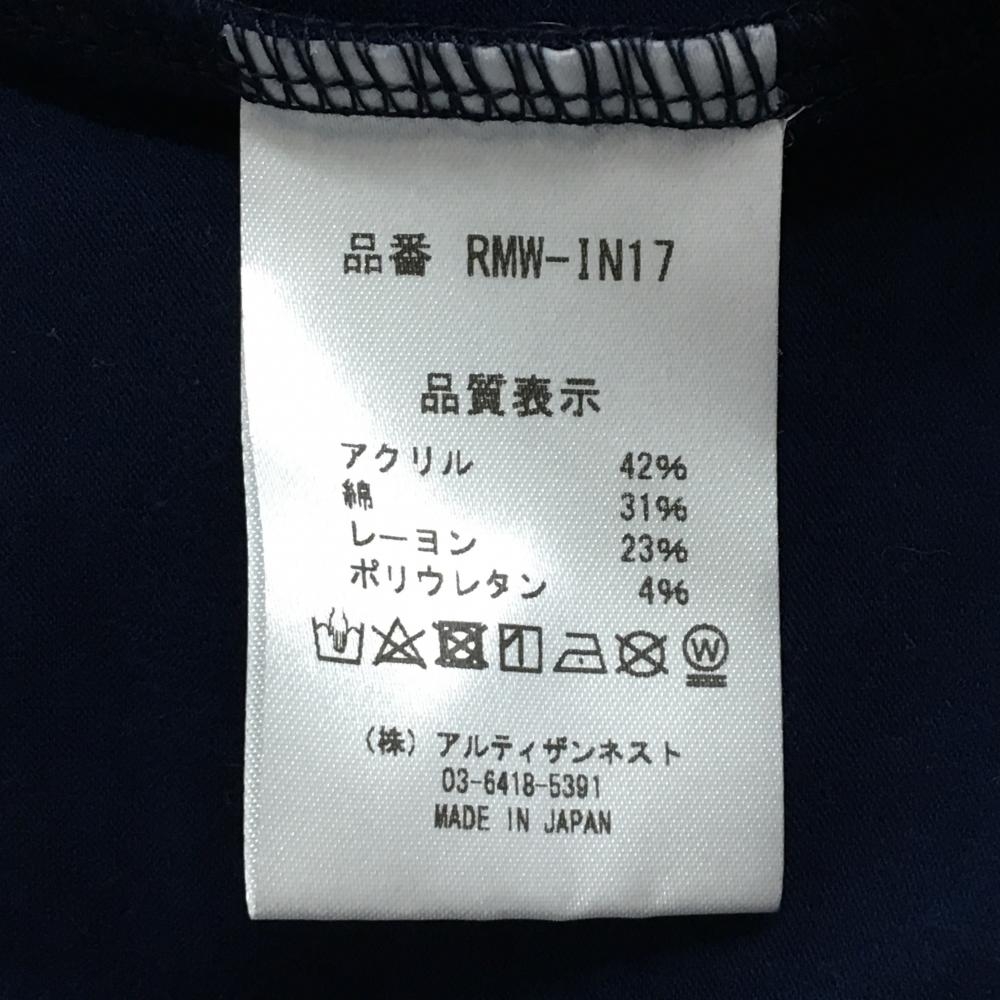 品番 RMW-IN17
品質表示
アクリル 42%
綿 31%
レーヨン 23%
ポリウレタン 4%
W
(株) アルティザンネスト
03-6418-5391
MADE IN JAPAN